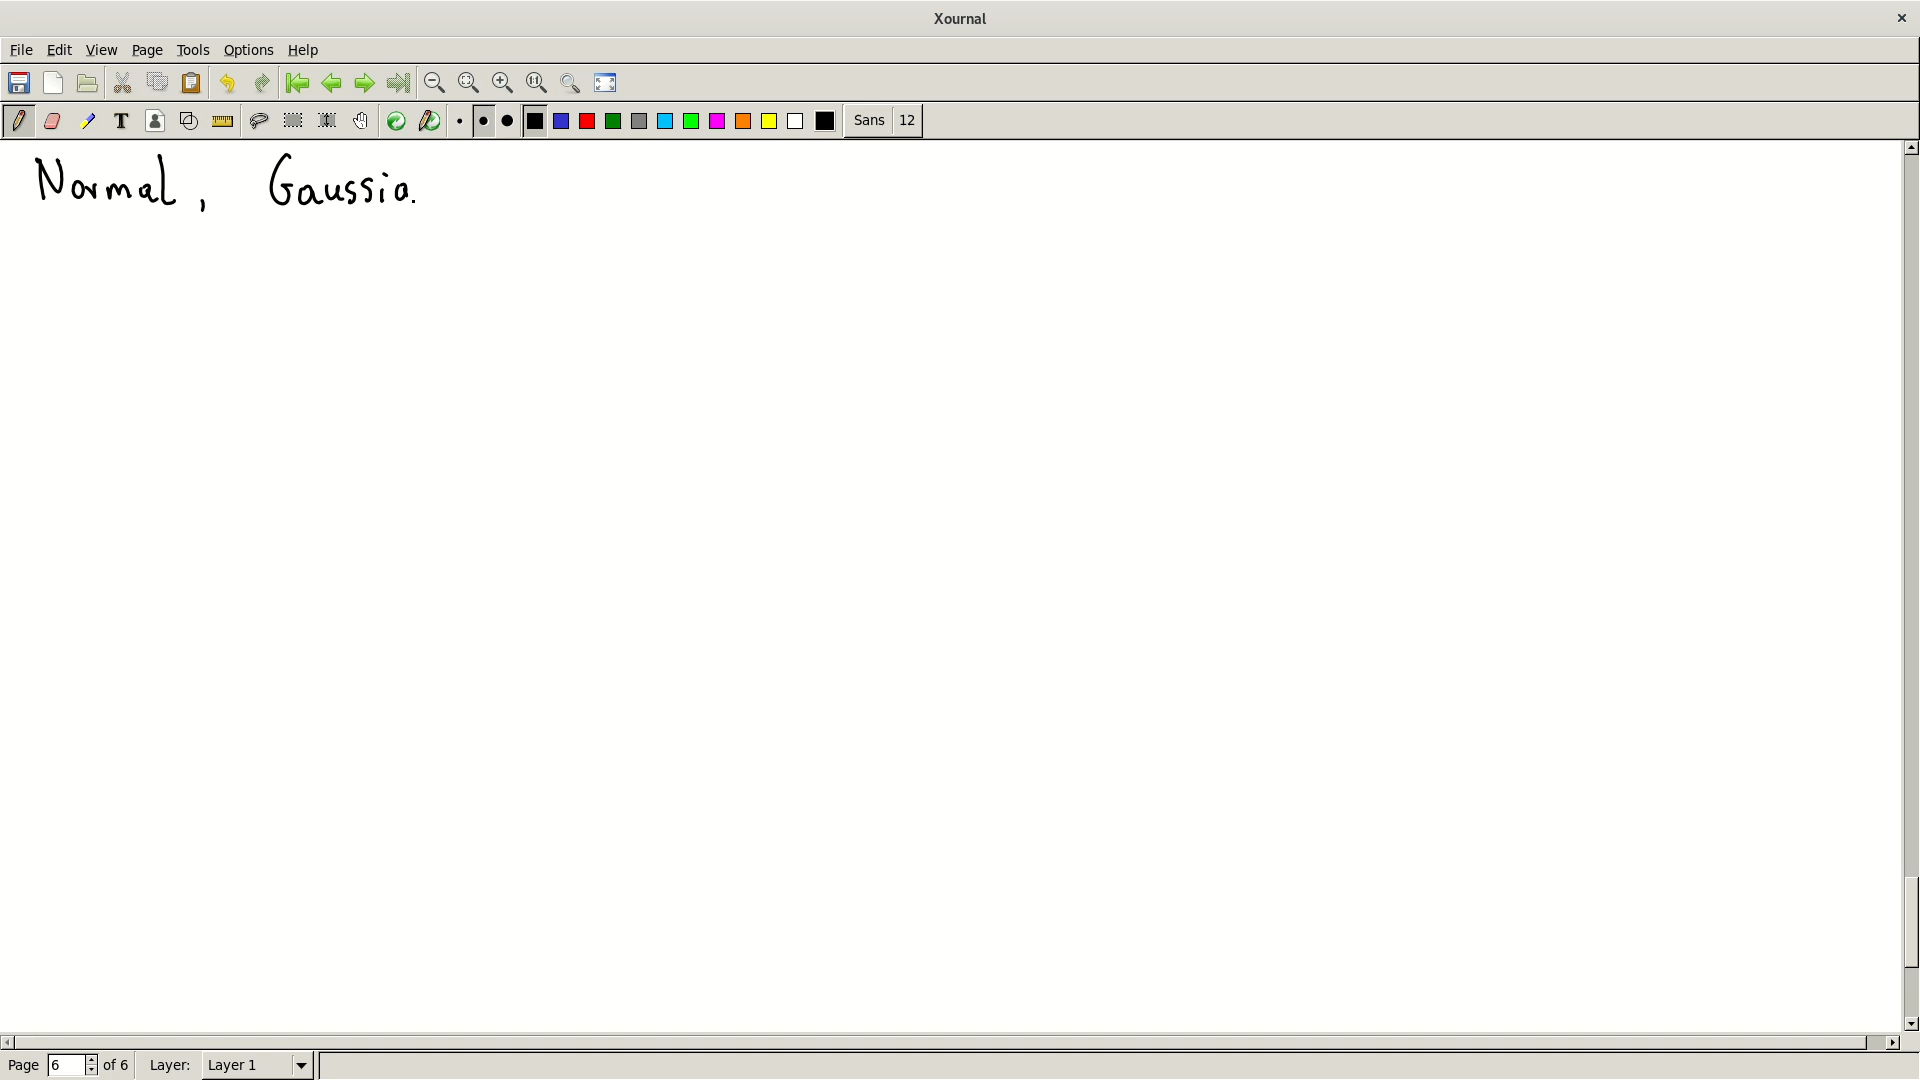 Xournal
File Edit View Page Tools Options Help
Sans 12
Normal, Gaussia.
Page 6 of 6 Layer: Layer 1